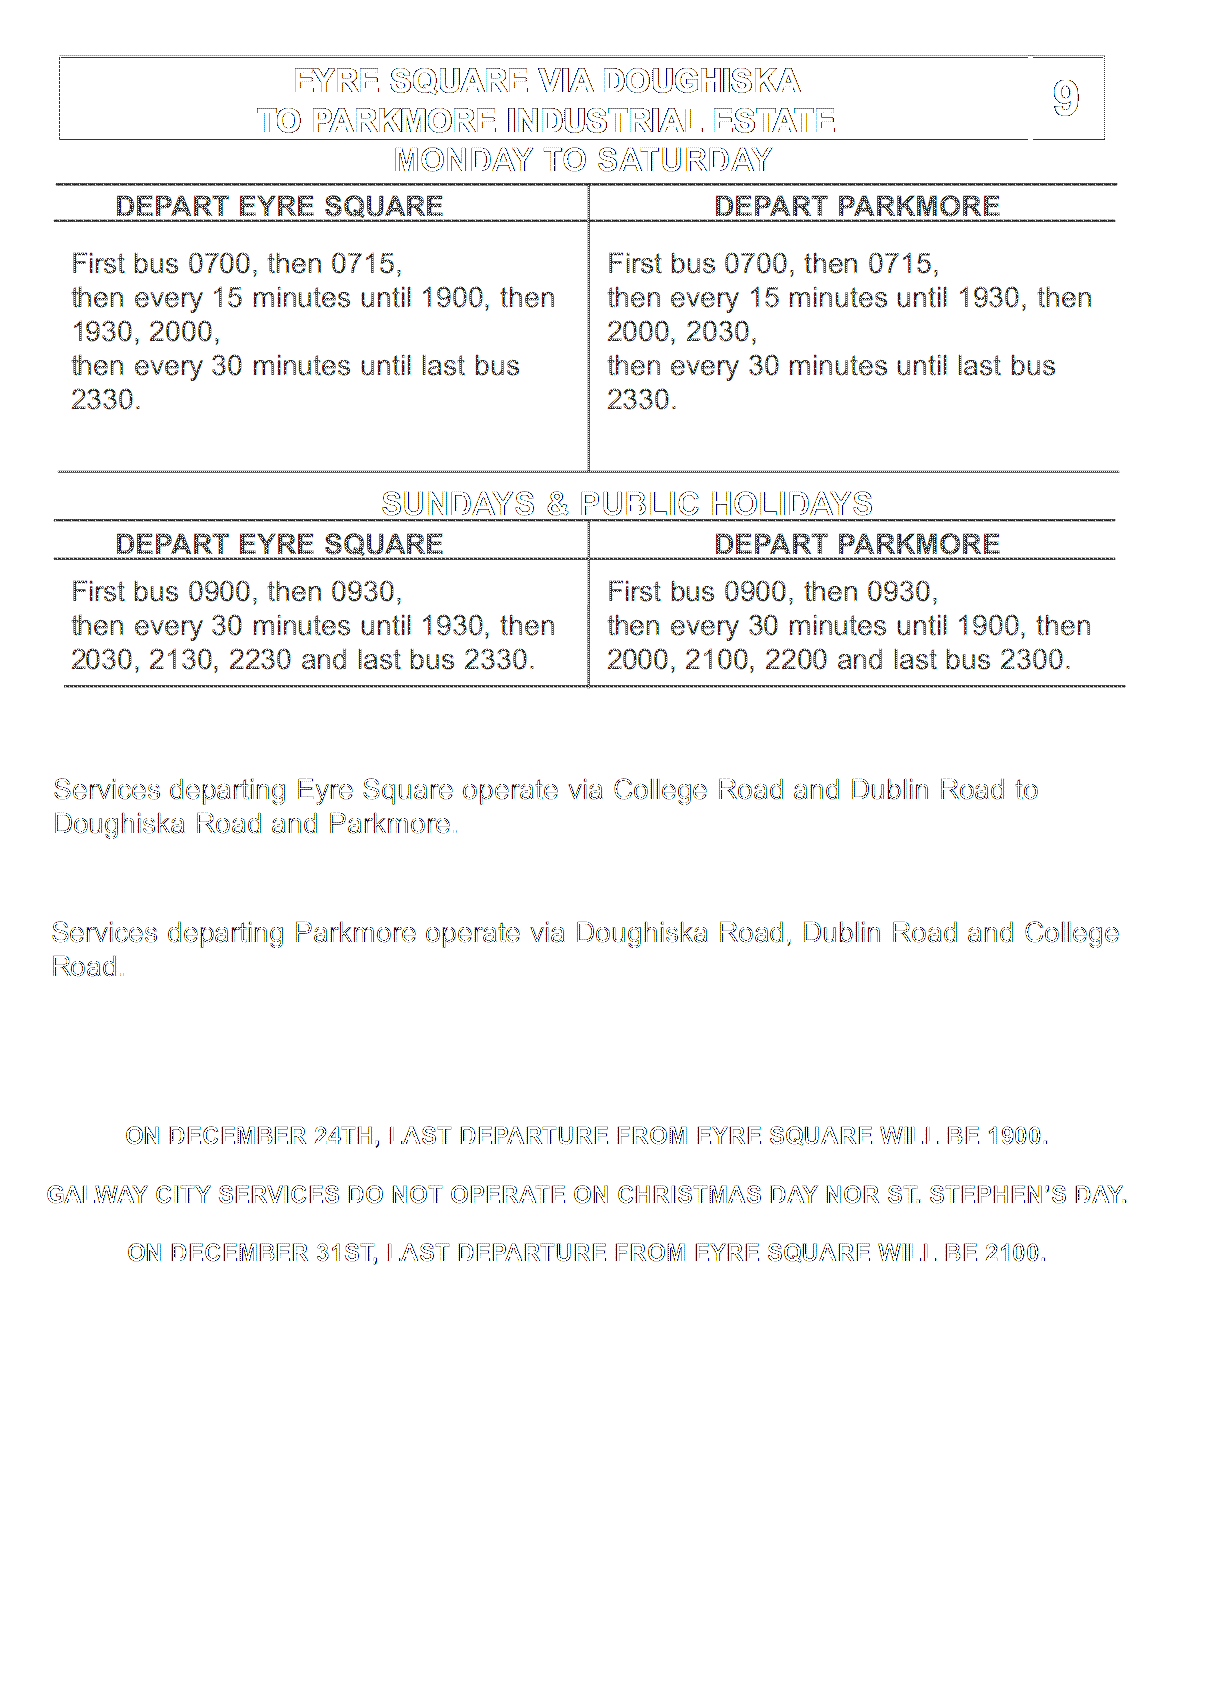 EYRE SQUARE VIA DOUGHISKA
TO PARKMORE INDUSTRIAL ESTATE
9
MONDAY TO SATURDAY
DEPART EYRE SQUARE
First bus 0700, then 0715,
then every 15 minutes until 1900, then
1930, 2000,
then every 30 minutes until last bus
2330.
DEPART PARKMORE
First bus 0700, then 0715,
then every 15 minutes until 1930, then
2000, 2030,
then every 30 minutes until last bus
2330.
SUNDAYS & PUBLIC HOLIDAYS
DEPART EYRE SQUARE
First bus 0900, then 0930,
then every 30 minutes until 1930, then
2030, 2130, 2230 and last bus 2330.
DEPART PARKMORE
First bus 0900, then 0930,
then every 30 minutes until 1900, then
2000, 2100, 2200 and last bus 2300.
Services departing Eyre Square operate via College Road and Dublin Road to
Doughiska Road and Parkmore.
Services departing Parkmore operate via Doughiska Road, Dublin Road and College
Road.
ON DECEMBER 24TH, LAST DEPARTURE FROM EYRE SQUARE WILL BE 1900.
GALWAY CITY SERVICES DO NOT OPERATE ON CHRISTMAS DAY NOR ST. STEPHEN'S DAY.
ON DECEMBER 31ST, LAST DEPARTURE FROM EYRE SQUARE WILL BE 2100.